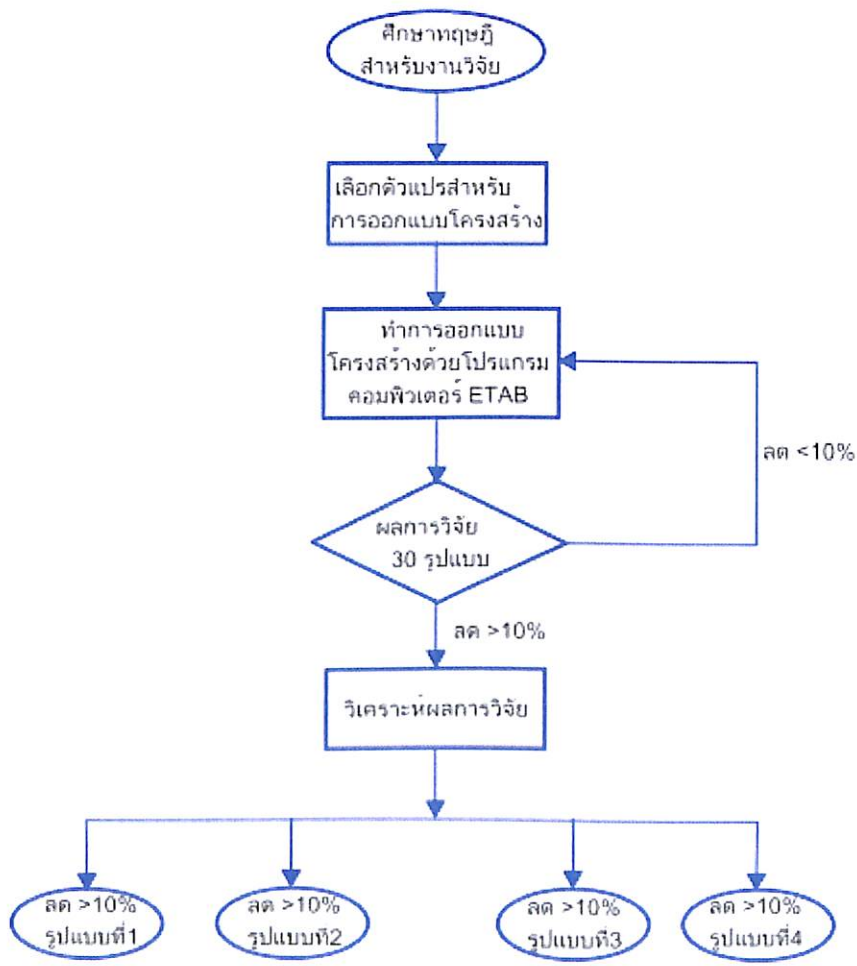 ศึกษาทฤษฎี
สำหรับงานวิจัย
เลือกตัวแปรสำหรับ
การออกแบบโครงสร้าง
ทำการออกแบบ
โครงสร้างด้วยโปรแกรม
คอมพิวเตอร์ ETAB
ลด <10%
ผลการวิจัย
30 รูปแบบ
ลด >10%
วิเคราะห์ผลการวิจัย
ลด >10%
รูปแบบที่1
ลด >10%
รูปแบบที่2
ลด >10%
รูปแบบที่3
ลด >10%
รูปแบบที่4